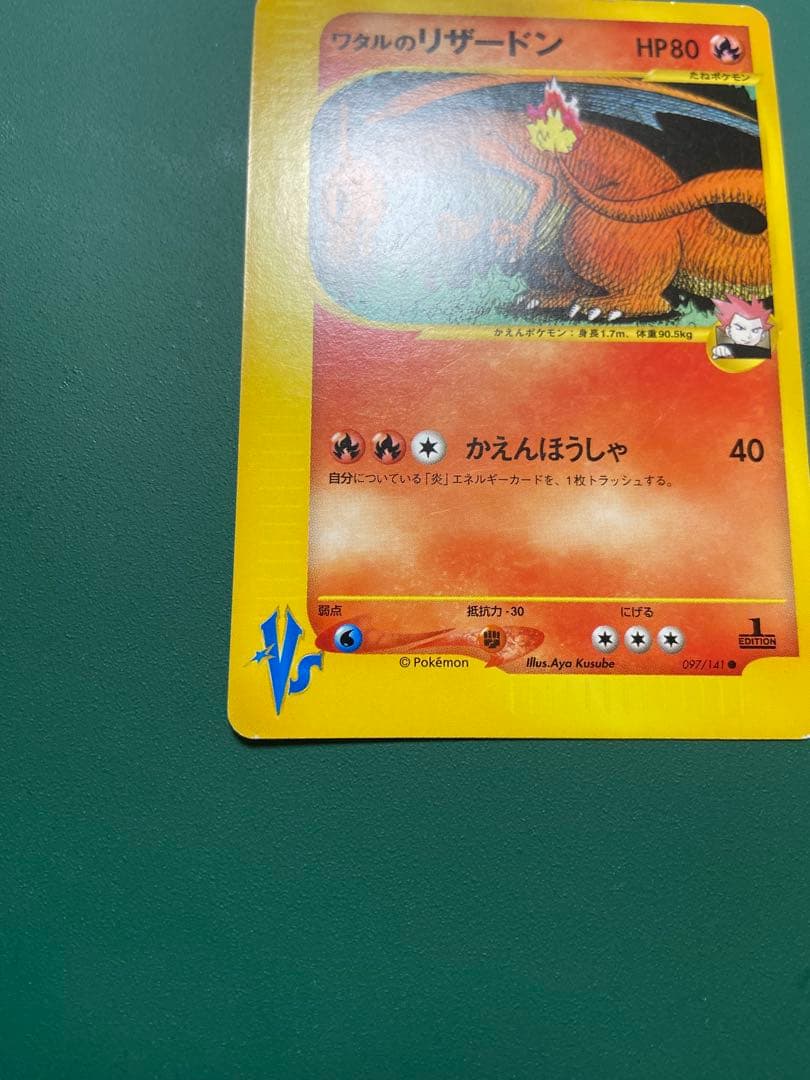 ワタルのリザードン HP80
たねポケモン
かえんポケモン：身長1.7m、体重90.5kg
かえんほうしゃ 40
自分についている「炎」エネルギーカードを、1枚トラッシュする。
弱点 抵抗力-30 にげる
1
EDITION
VS
© Pokémon Illus.Aya Kusube 097/141 ●